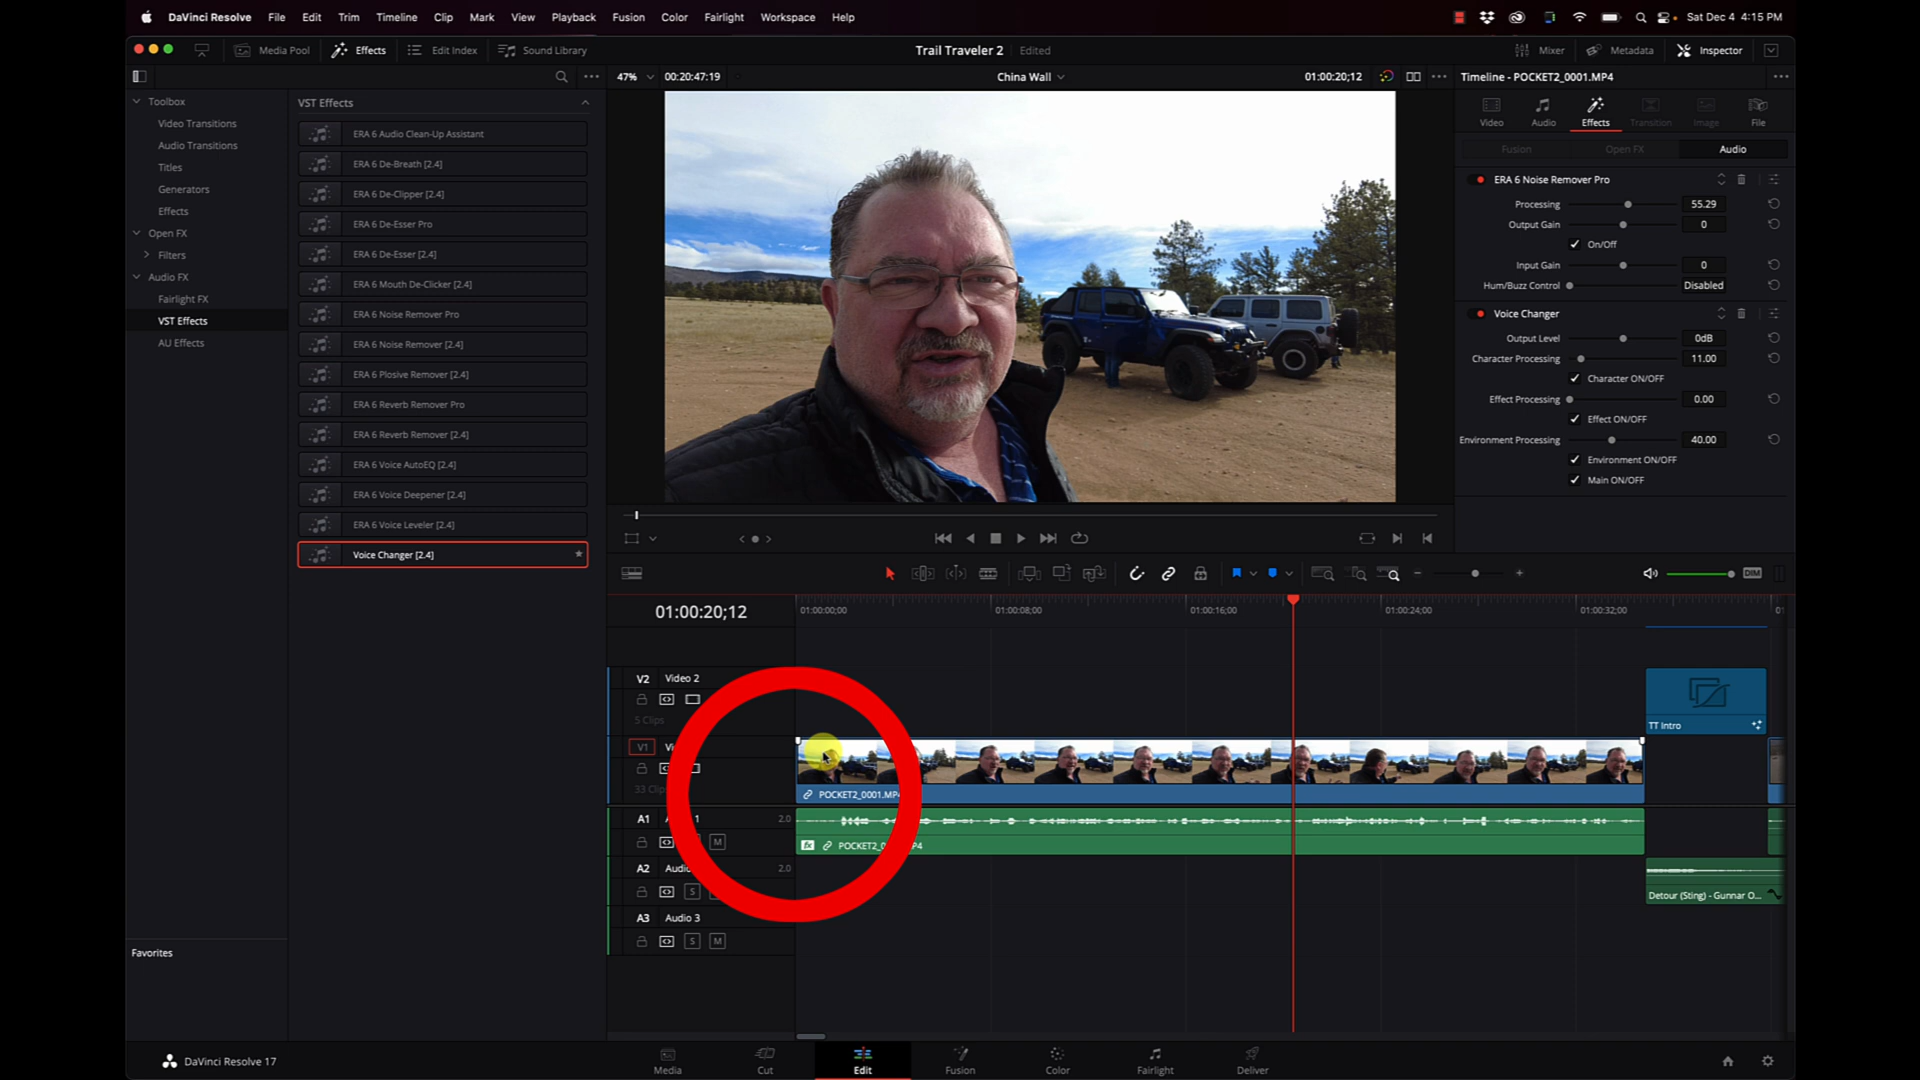 DaVinci Resolve File Edit Trim Timeline Clip Mark View Playback Fusion Color Fairlight Workspace Help Sat Dec 4 4:15 PM
Media Pool Effects Edit Index Sound Library Trail Traveler 2 Edited Mixer Metadata Inspector
47% 00:20:47:19 China Wall 01:00:20;12 Timeline - POCKET2_0001.MP4
Toolbox
Video Transitions
Audio Transitions
Titles
Generators
Effects
Open FX
Filters
Audio FX
Fairlight FX
VST Effects
AU Effects
Favorites
VST Effects
ERA 6 Audio Clean-Up Assistant
ERA 6 De-Breath [2.4]
ERA 6 De-Clipper [2.4]
ERA 6 De-Esser Pro
ERA 6 De-Esser [2.4]
ERA 6 Mouth De-Clicker [2.4]
ERA 6 Noise Remover Pro
ERA 6 Noise Remover [2.4]
ERA 6 Plosive Remover [2.4]
ERA 6 Reverb Remover Pro
ERA 6 Reverb Remover [2.4]
ERA 6 Voice AutoEQ [2.4]
ERA 6 Voice Deepener [2.4]
ERA 6 Voice Leveler [2.4]
Voice Changer [2.4]
Video Audio Effects Transition Image File
Fusion Open FX Audio
ERA 6 Noise Remover Pro
Processing 55.29
Output Gain 0
On/Off
Input Gain 0
Hum/Buzz Control Disabled
Voice Changer
Output Level 0dB
Character Processing 11.00
Character ON/OFF
Effect Processing 0.00
Effect ON/OFF
Environment Processing 40.00
Environment ON/OFF
Main ON/OFF
DIM
01:00:20;12 01:00:00;00 01:00:08;00 01:00:16;00 01:00:24;00 01:00:32;00
V2 Video 2
5 Clips
TT Intro
V1
33 Clips
POCKET2_0001.MP4
A1 1 2.0
M
fx
A2 Audio 2.0
S
Detour (Sting) - Gunnar O...
A3 Audio 3
S M
DaVinci Resolve 17
Media Cut Edit Fusion Color Fairlight Deliver